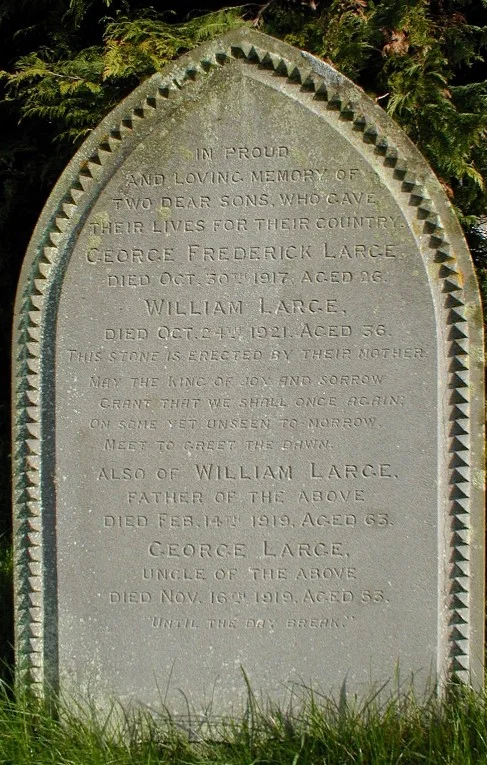 IN PROUD
AND LOVING MEMORY OF
TWO DEAR SONS, WHO GAVE
THEIR LIVES FOR THEIR COUNTRY.
GEORGE FREDERICK LARGE,
DIED OCT. 30TH 1917, AGED 26.
WILLIAM LARGE,
DIED OCT. 24TH 1921. AGED 36.
THIS STONE IS ERECTED BY THEIR MOTHER.
MAY THE KING OF JOY AND SORROW
GRANT THAT WE SHALL ONCE AGAIN;
ON SOME YET UNSEEN TO-MORROW,
MEET TO GREET THE DAWN.
ALSO OF WILLIAM LARGE,
FATHER OF THE ABOVE
DIED FEB. 14TH 1919, AGED 63.
GEORGE LARGE,
UNCLE OF THE ABOVE
DIED NOV. 16TH 1919, AGED 53.
"UNTIL THE DAY BREAK."